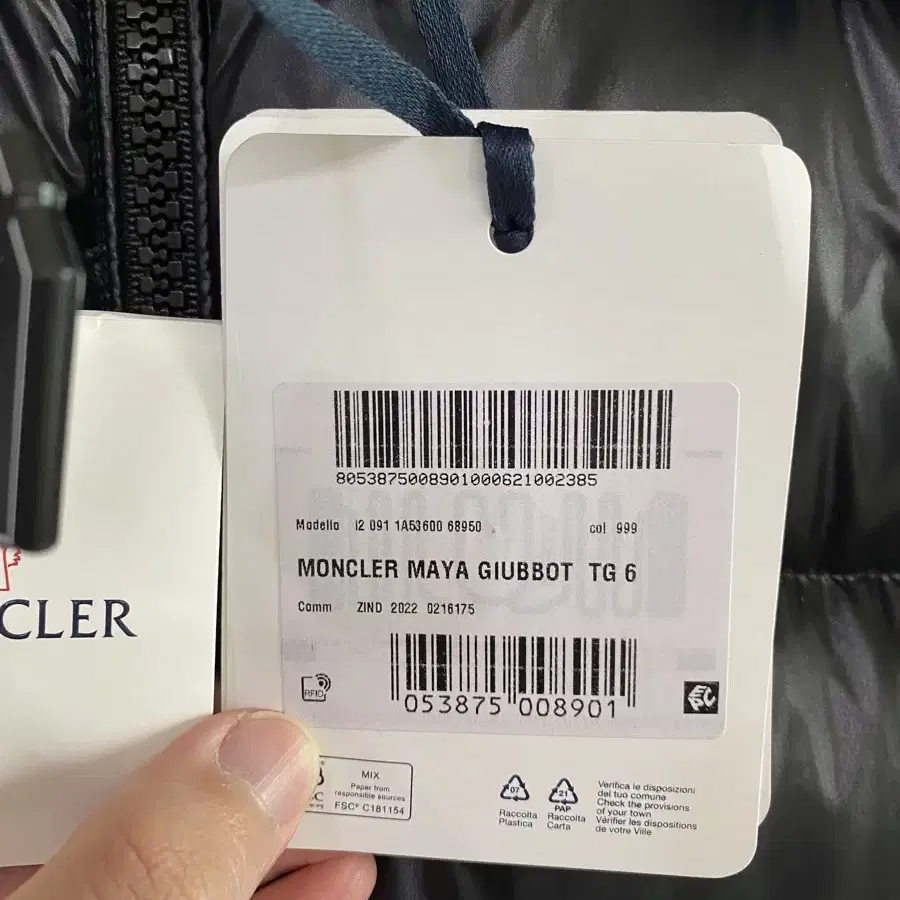 8053875008901000621002385
Modello I2 091 1A53600 68950 col 999
MONCLER MAYA GIUBBOT TG 6
Comm ZIND 2022 0216175
RFID
053875 008901
CLER
MIX
Paper from
responsible sources
FSC® C181154
07
Raccolta
Plastica
21
PAP
Raccolta
Carta
Verifica le disposizioni
del tuo comune
Check the provisions
of your town
Vérifier les dispositions
de votre Ville